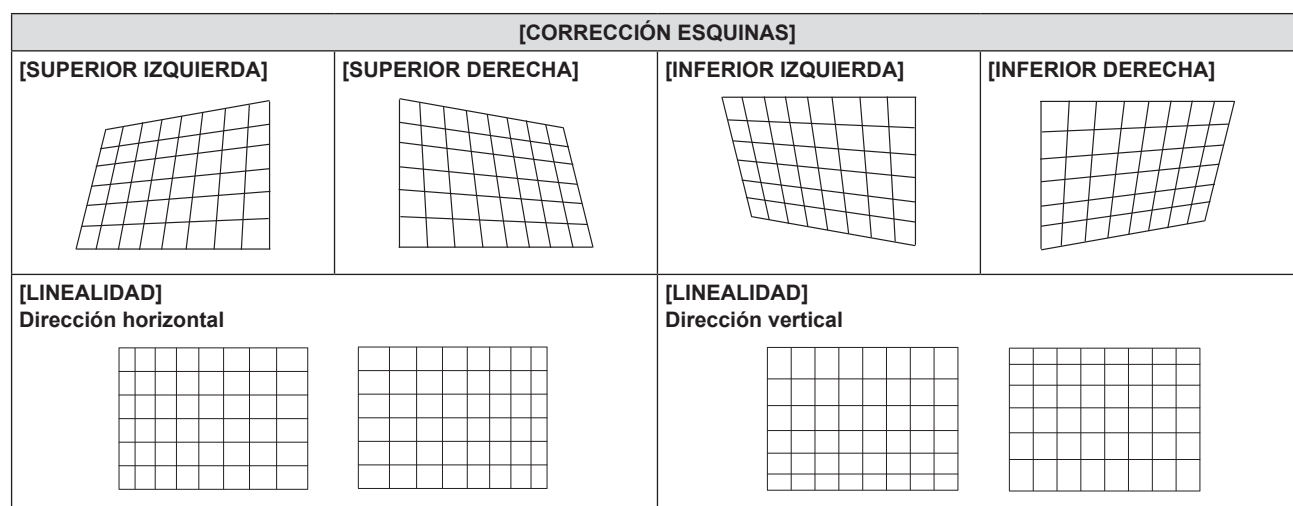 [CORRECCIÓN ESQUINAS]
[SUPERIOR IZQUIERDA]
[SUPERIOR DERECHA]
[INFERIOR IZQUIERDA]
[INFERIOR DERECHA]
[LINEALIDAD]
Dirección horizontal
[LINEALIDAD]
Dirección vertical